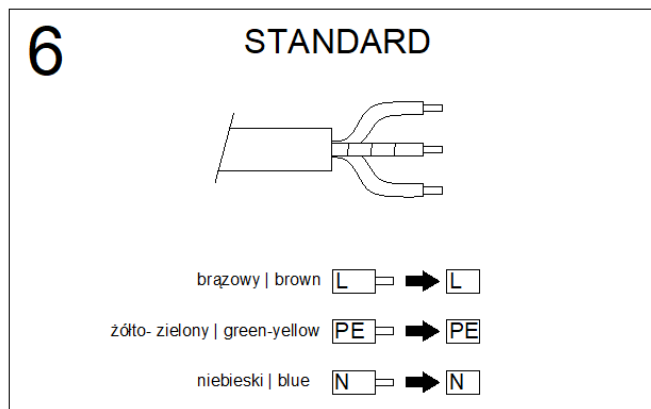 6 STANDARD
brązowy | brown L L
żółto- zielony | green-yellow PE PE
niebieski | blue N N